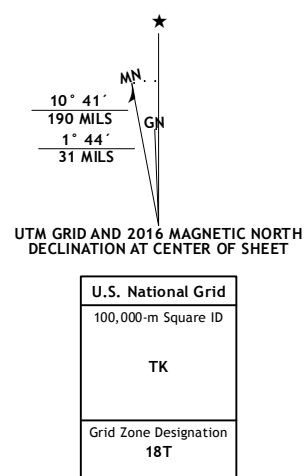 ★
MN
10° 41´
190 MILS
GN
1° 44´
31 MILS
UTM GRID AND 2016 MAGNETIC NORTH
DECLINATION AT CENTER OF SHEET
U.S. National Grid
100,000-m Square ID
TK
Grid Zone Designation
18T